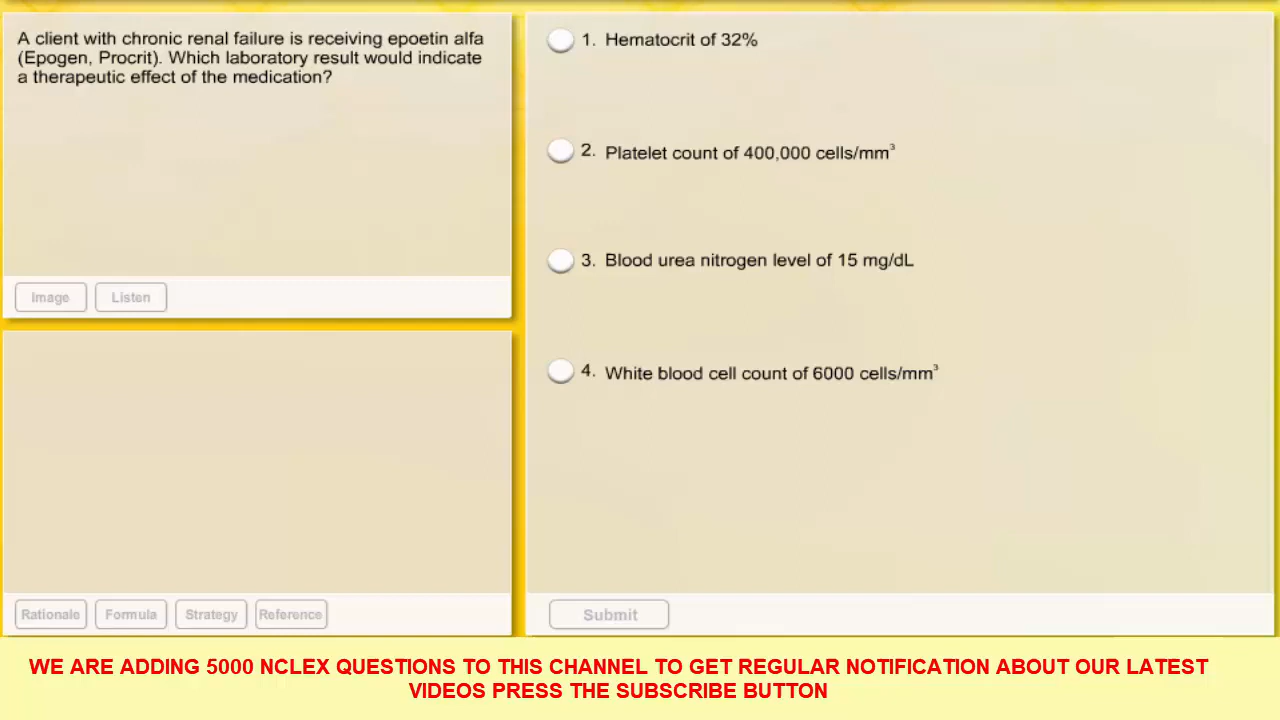 A client with chronic renal failure is receiving epoetin alfa
(Epogen, Procrit). Which laboratory result would indicate
a therapeutic effect of the medication?
Image Listen
1. Hematocrit of 32%
2. Platelet count of 400,000 cells/mm³
3. Blood urea nitrogen level of 15 mg/dL
4. White blood cell count of 6000 cells/mm³
Rationale Formula Strategy Reference
Submit
WE ARE ADDING 5000 NCLEX QUESTIONS TO THIS CHANNEL TO GET REGULAR NOTIFICATION ABOUT OUR LATEST
VIDEOS PRESS THE SUBSCRIBE BUTTON